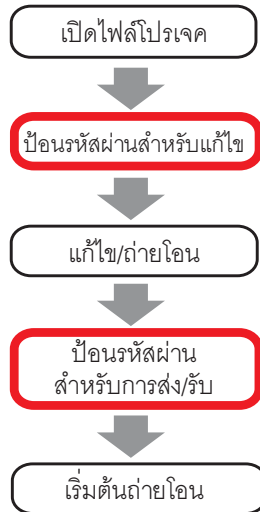 เปิดไฟล์โปรเจค
ป้อนรหัสผ่านสำหรับแก้ไข
แก้ไข/ถ่ายโอน
ป้อนรหัสผ่าน
สำหรับการส่ง/รับ
เริ่มต้นถ่ายโอน